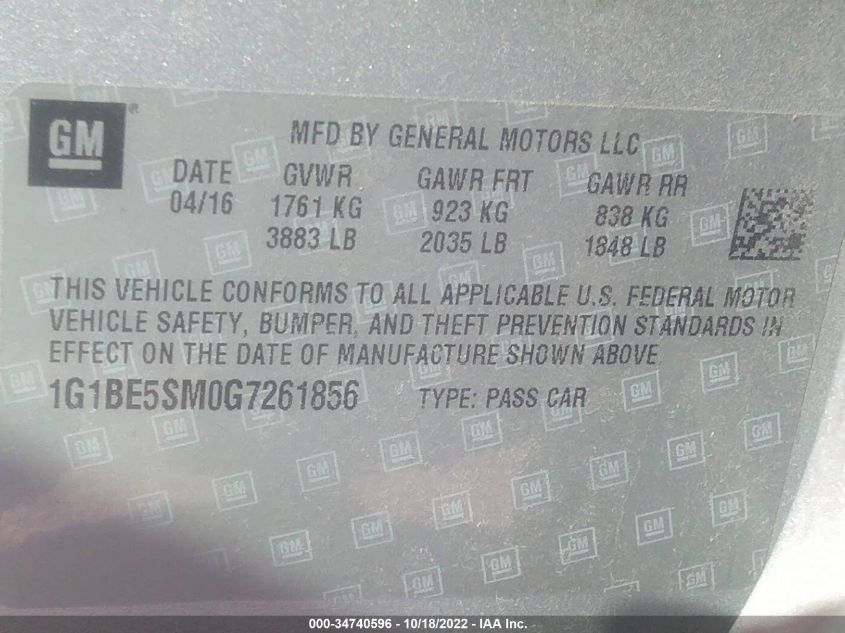 GM ®
MFD BY GENERAL MOTORS LLC
DATE GVWR GAWR FRT GAWR RR
04/16 1761 KG 923 KG 838 KG
3883 LB 2035 LB 1848 LB
THIS VEHICLE CONFORMS TO ALL APPLICABLE U.S. FEDERAL MOTOR
VEHICLE SAFETY, BUMPER, AND THEFT PREVENTION STANDARDS IN
EFFECT ON THE DATE OF MANUFACTURE SHOWN ABOVE.
1G1BE5SM0G7261856 TYPE: PASS CAR
000-34740596 - 10/18/2022 - IAA Inc.